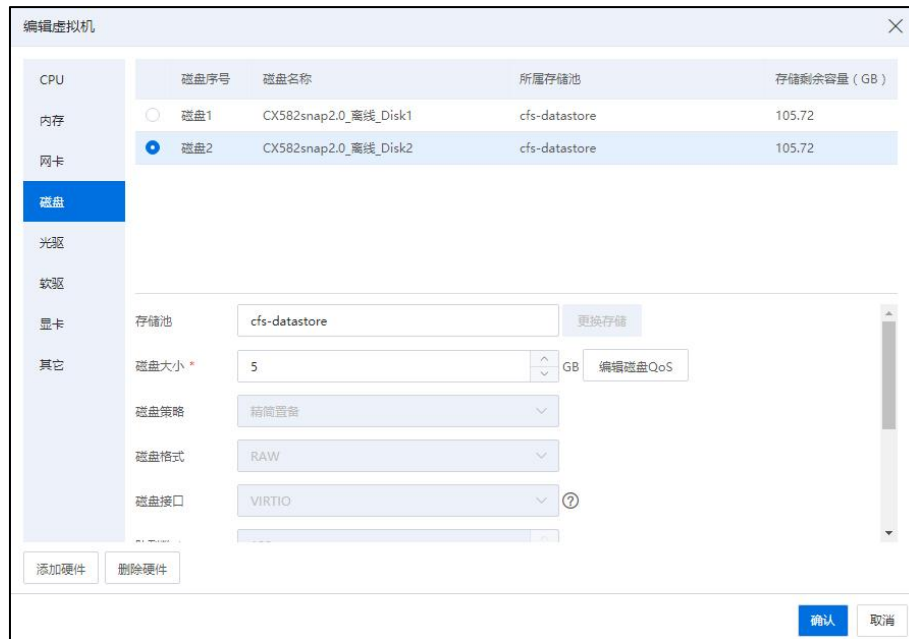 编辑虚拟机
CPU
内存
网卡
磁盘
光驱
软驱
显卡
其它
磁盘序号 磁盘名称 所属存储池 存储剩余容量（GB）
磁盘1 CX582snap2.0_离线_Disk1 cfs-datastore 105.72
磁盘2 CX582snap2.0_离线_Disk2 cfs-datastore 105.72
存储池 cfs-datastore 更换存储
磁盘大小 * 5 GB 编辑磁盘QoS
磁盘策略 精简置备
磁盘格式 RAW
磁盘接口 VIRTIO ?
添加硬件 删除硬件
确认 取消